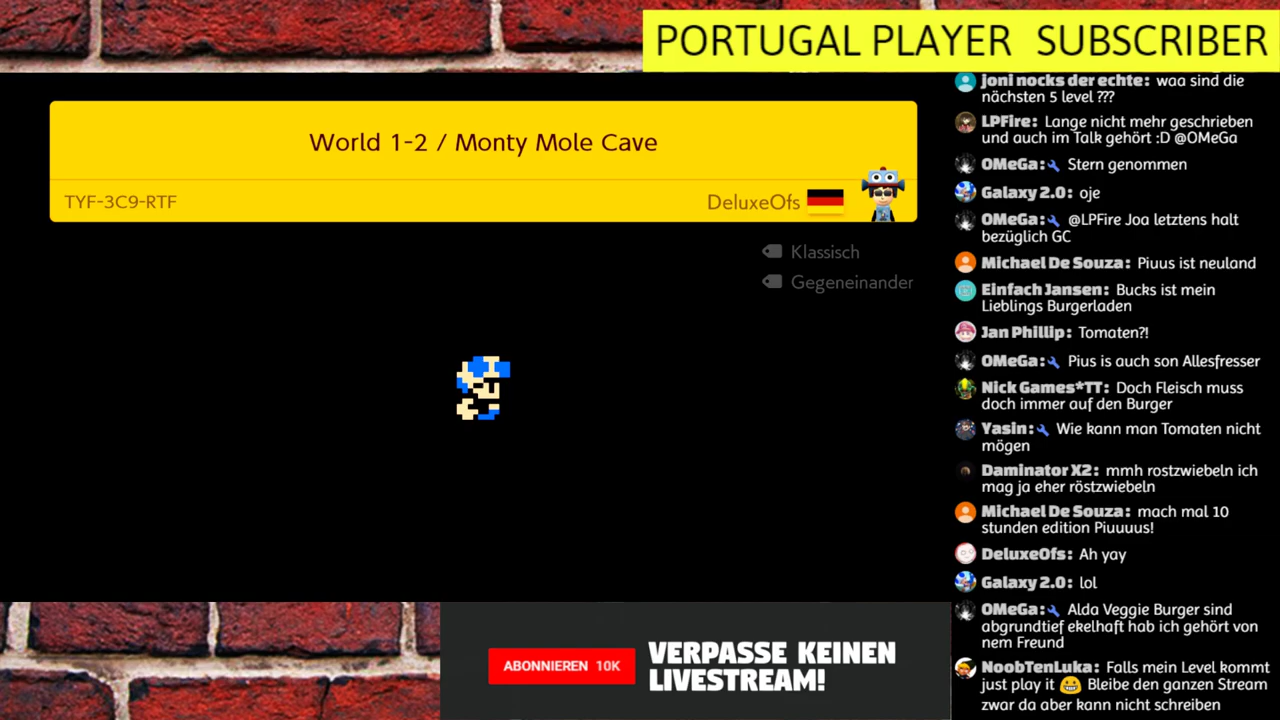 PORTUGAL PLAYER SUBSCRIBER
World 1-2 / Monty Mole Cave
TYF-3C9-RTF
DeluxeOfs
Klassisch
Gegeneinander
joni nocks der echte: waa sind die
nächsten 5 level ???
LPFire: Lange nicht mehr geschrieben
und auch im Talk gehört :D @OMeGa
OMeGa: Stern genommen
Galaxy 2.0: oje
OMeGa: @LPFire Joa letztens halt
bezüglich GC
Michael De Souza: Piuus ist neuland
Einfach Jansen: Bucks ist mein
Lieblings Burgerladen
Jan Phillip: Tomaten?!
OMeGa: Pius is auch son Allesfresser
Nick Games*TT: Doch Fleisch muss
doch immer auf den Burger
Yasin: Wie kann man Tomaten nicht
mögen
Daminator X2: mmh rostzwiebeln ich
mag ja eher röstzwiebeln
Michael De Souza: mach mal 10
stunden edition Piuuuus!
DeluxeOfs: Ah yay
Galaxy 2.0: lol
OMeGa: Alda Veggie Burger sind
abgrundtief ekelhaft hab ich gehört von
nem Freund
NoobTenLuka: Falls mein Level kommt
just play it 😀 Bleibe den ganzen Stream
zwar da aber kann nicht schreiben
ABONNIEREN 10K
VERPASSE KEINEN
LIVESTREAM!